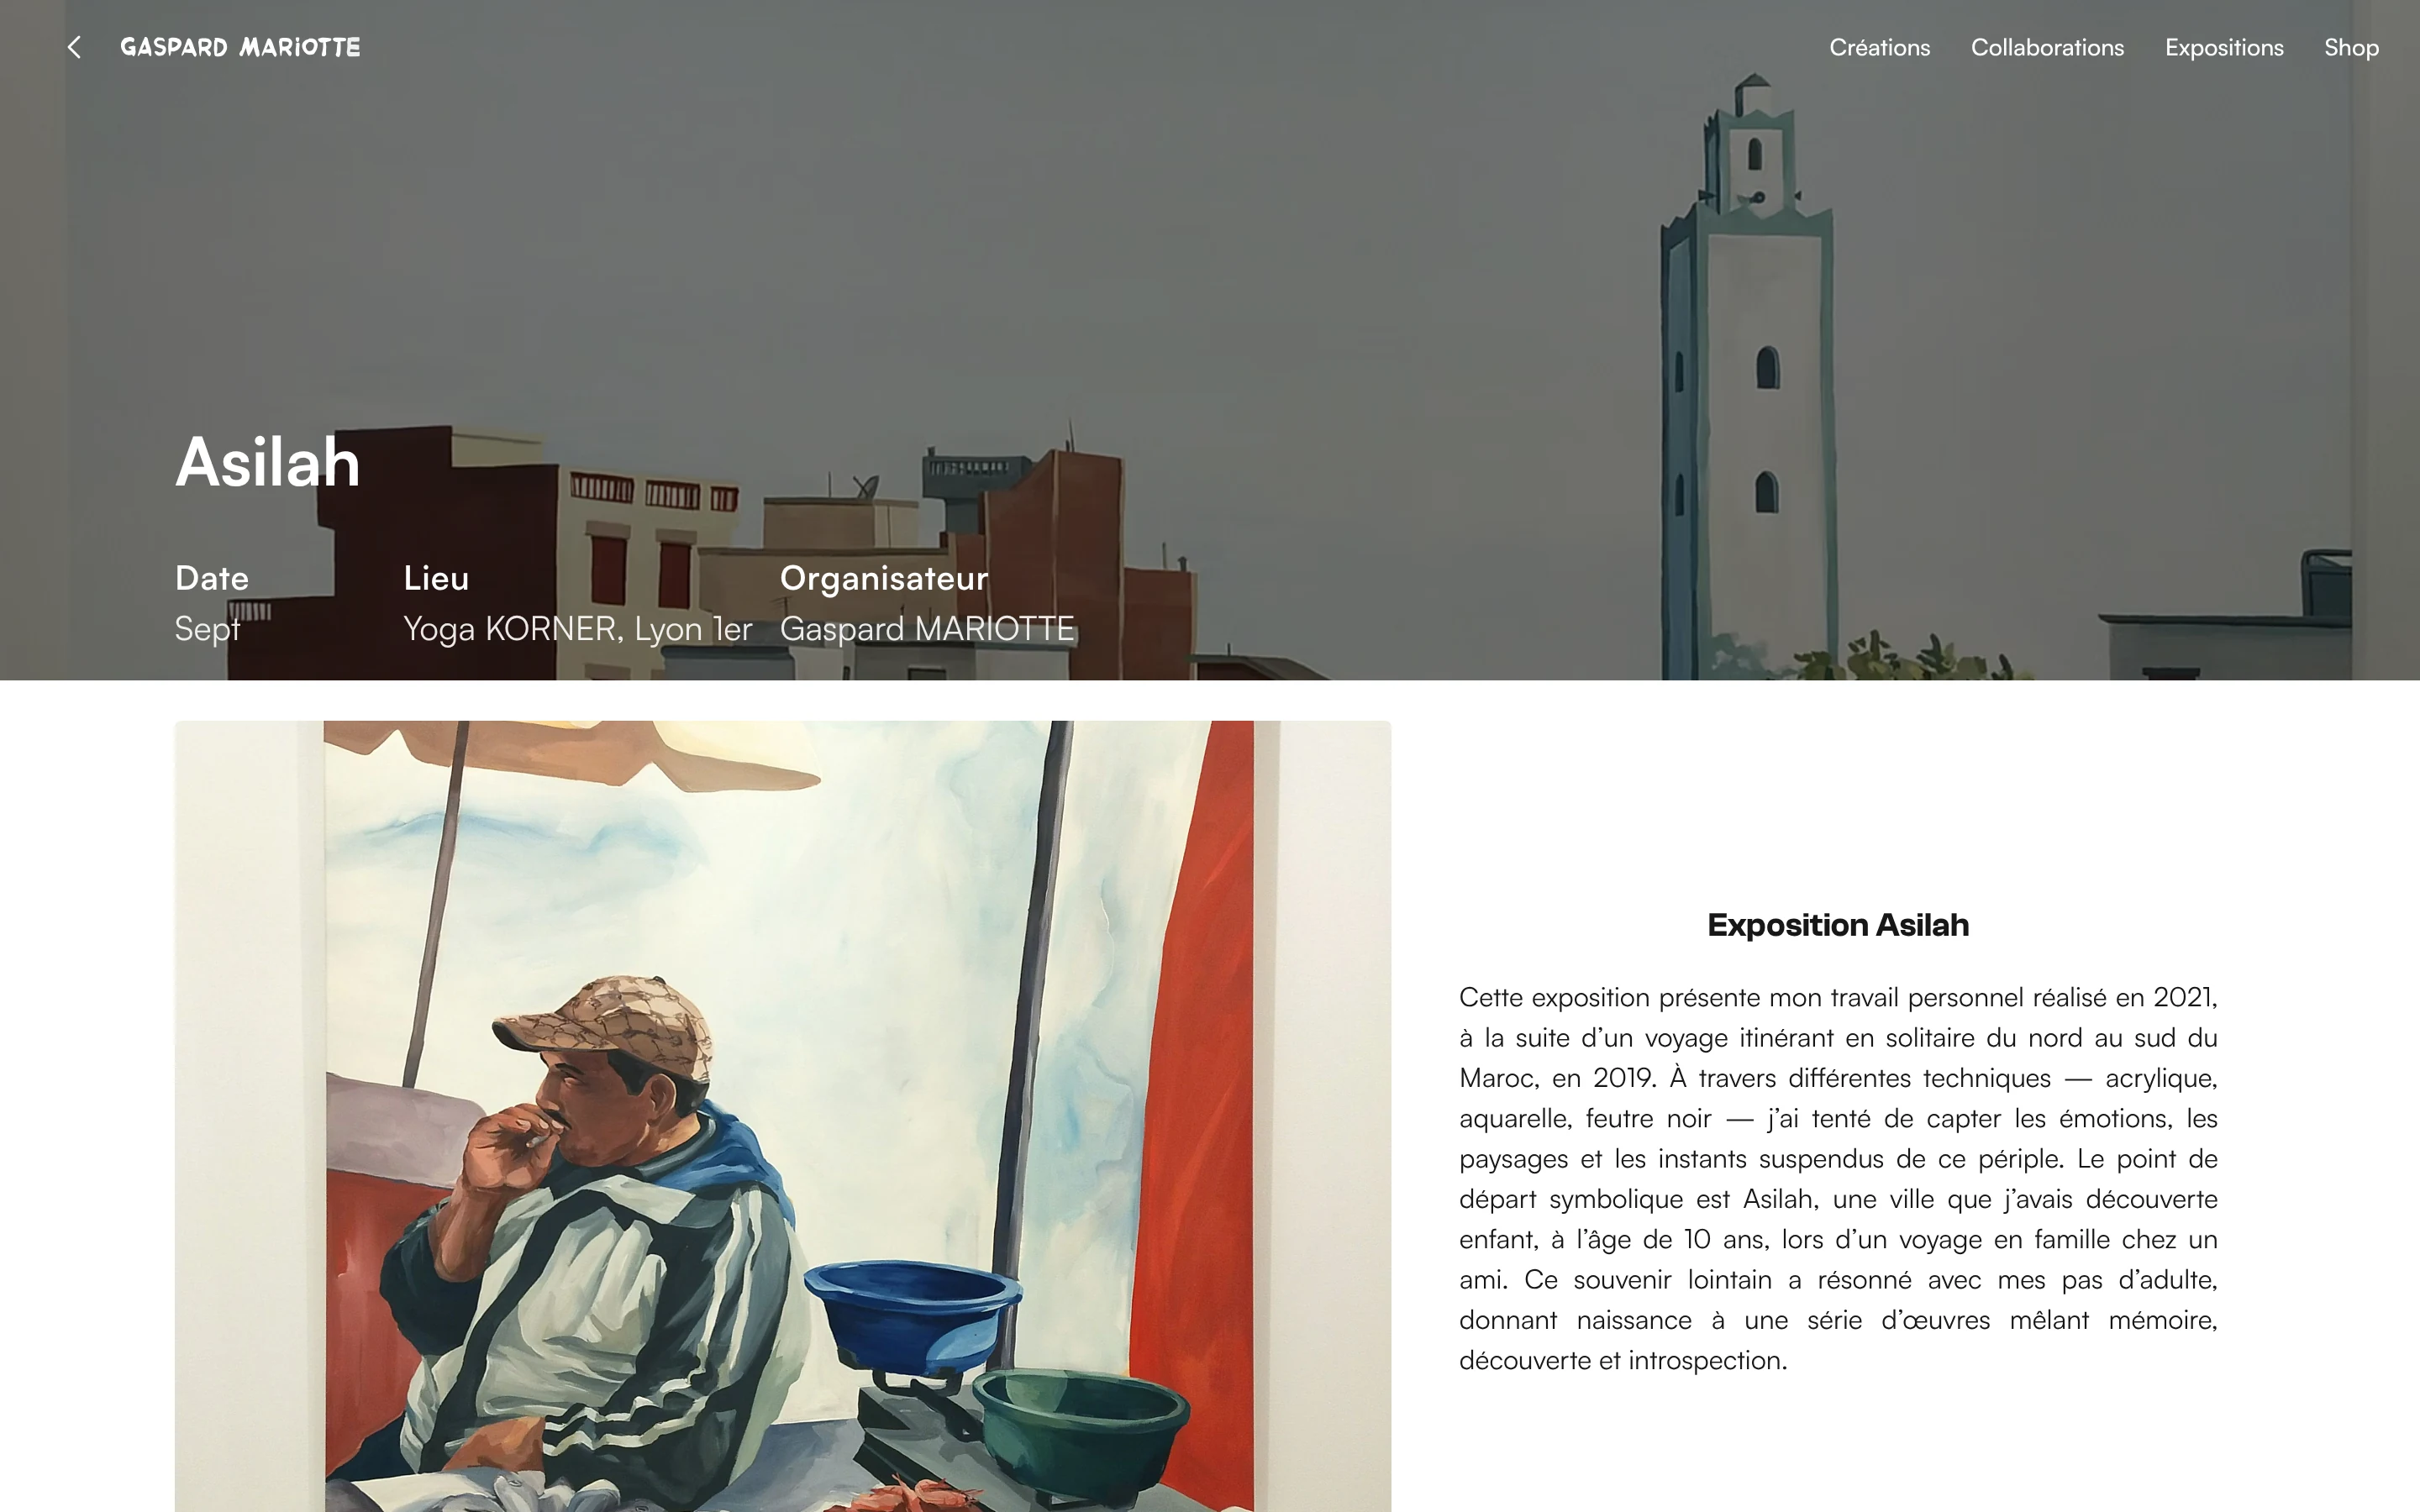 GASPARD MARIOTTE
Créations Collaborations Expositions Shop
Asilah
Date Lieu Organisateur
Sept Yoga KORNER, Lyon 1er Gaspard MARIOTTE
Exposition Asilah
Cette exposition présente mon travail personnel réalisé en 2021,
à la suite d’un voyage itinérant en solitaire du nord au sud du
Maroc, en 2019. À travers différentes techniques — acrylique,
aquarelle, feutre noir — j’ai tenté de capter les émotions, les
paysages et les instants suspendus de ce périple. Le point de
départ symbolique est Asilah, une ville que j’avais découverte
enfant, à l’âge de 10 ans, lors d’un voyage en famille chez un
ami. Ce souvenir lointain a résonné avec mes pas d’adulte,
donnant naissance à une série d’œuvres mêlant mémoire,
découverte et introspection.